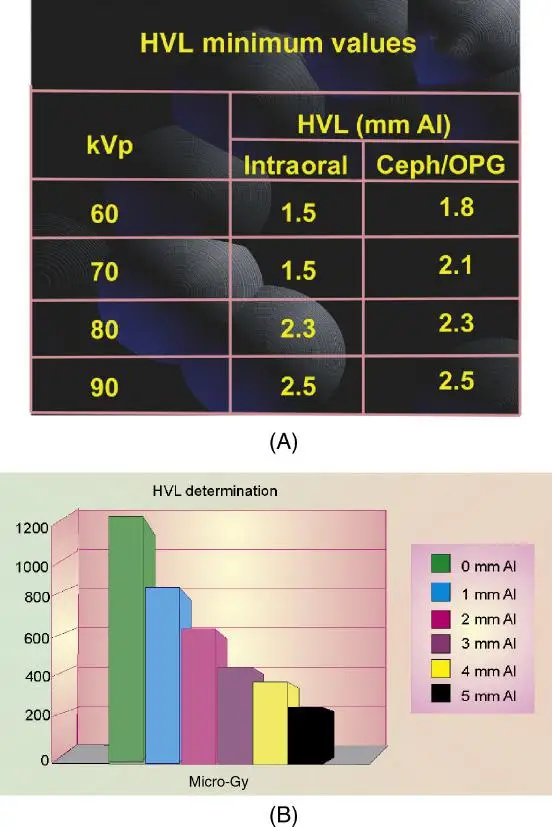 HVL minimum values
kVp
HVL (mm Al)
Intraoral Ceph/OPG
60 1.5 1.8
70 1.5 2.1
80 2.3 2.3
90 2.5 2.5
(A)
HVL determination
1200
1000
800
600
400
200
0
0 mm Al
1 mm Al
2 mm Al
3 mm Al
4 mm Al
5 mm Al
Micro-Gy
(B)